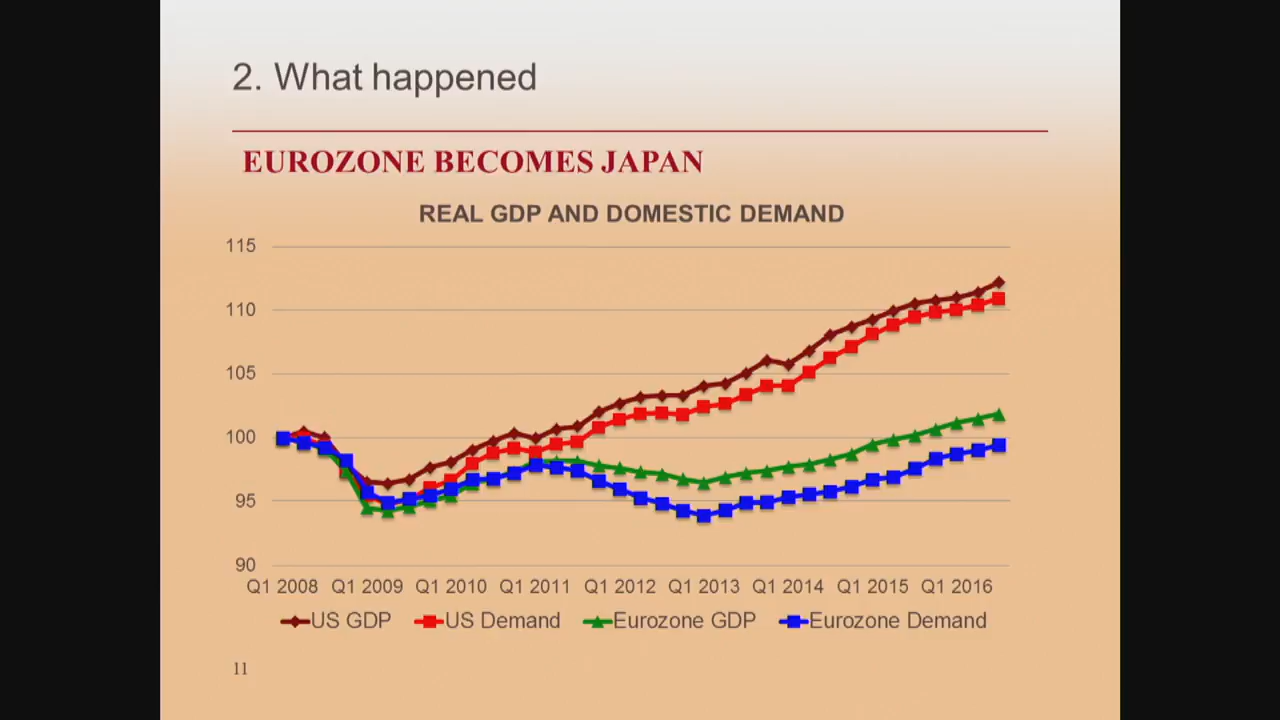 2. What happened
EUROZONE BECOMES JAPAN
REAL GDP AND DOMESTIC DEMAND
115
110
105
100
95
90
Q1 2008 Q1 2009 Q1 2010 Q1 2011 Q1 2012 Q1 2013 Q1 2014 Q1 2015 Q1 2016
US GDP US Demand Eurozone GDP Eurozone Demand
11